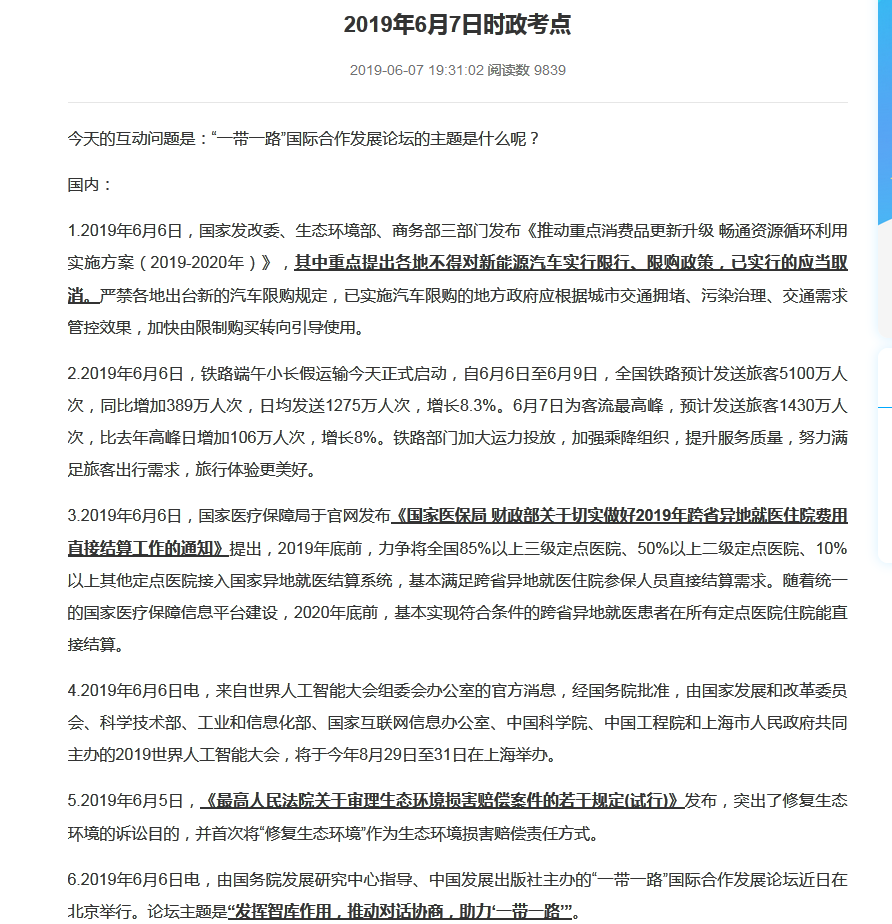 2019年6月7日时政考点
2019-06-07 19:31:02 阅读数 9839
今天的互动问题是：“一带一路”国际合作发展论坛的主题是什么呢？
国内：
1.2019年6月6日，国家发改委、生态环境部、商务部三部门发布《推动重点消费品更新升级 畅通资源循环利用
实施方案（2019-2020年）》，其中重点提出各地不得对新能源汽车实行限行、限购政策，已实行的应当取
消。严禁各地出台新的汽车限购规定，已实施汽车限购的地方政府应根据城市交通拥堵、污染治理、交通需求
管控效果，加快由限制购买转向引导使用。
2.2019年6月6日，铁路端午小长假运输今天正式启动，自6月6日至6月9日，全国铁路预计发送旅客5100万人
次，同比增加389万人次，日均发送1275万人次，增长8.3%。6月7日为客流最高峰，预计发送旅客1430万人
次，比去年高峰日增加106万人次，增长8%。铁路部门加大运力投放，加强乘降组织，提升服务质量，努力满
足旅客出行需求，旅行体验更美好。
3.2019年6月6日，国家医疗保障局于官网发布《国家医保局 财政部关于切实做好2019年跨省异地就医住院费用
直接结算工作的通知》提出，2019年底前，力争将全国85%以上三级定点医院、50%以上二级定点医院、10%
以上其他定点医院接入国家异地就医结算系统，基本满足跨省异地就医住院参保人员直接结算需求。随着统一
的国家医疗保障信息平台建设，2020年底前，基本实现符合条件的跨省异地就医患者在所有定点医院住院能直
接结算。
4.2019年6月6日电，来自世界人工智能大会组委会办公室的官方消息，经国务院批准，由国家发展和改革委员
会、科学技术部、工业和信息化部、国家互联网信息办公室、中国科学院、中国工程院和上海市人民政府共同
主办的2019世界人工智能大会，将于今年8月29日至31日在上海举办。
5.2019年6月5日，《最高人民法院关于审理生态环境损害赔偿案件的若干规定(试行)》发布，突出了修复生态
环境的诉讼目的，并首次将“修复生态环境”作为生态环境损害赔偿责任方式。
6.2019年6月6日电，由国务院发展研究中心指导、中国发展出版社主办的“一带一路”国际合作发展论坛近日在
北京举行。论坛主题是“发挥智库作用，推动对话协商，助力‘一带一路’”。